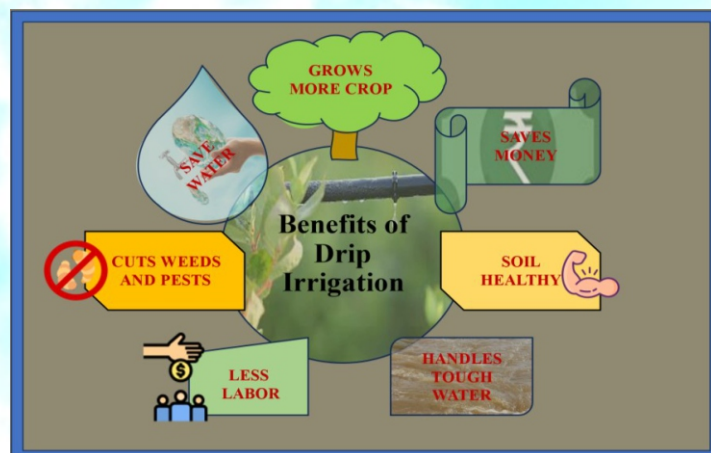 GROWS
MORE CROP
SAVE
WATER
SAVES
MONEY
Benefits of
Drip
Irrigation
CUTS WEEDS
AND PESTS
SOIL
HEALTHY
LESS
LABOR
$
HANDLES
TOUGH
WATER